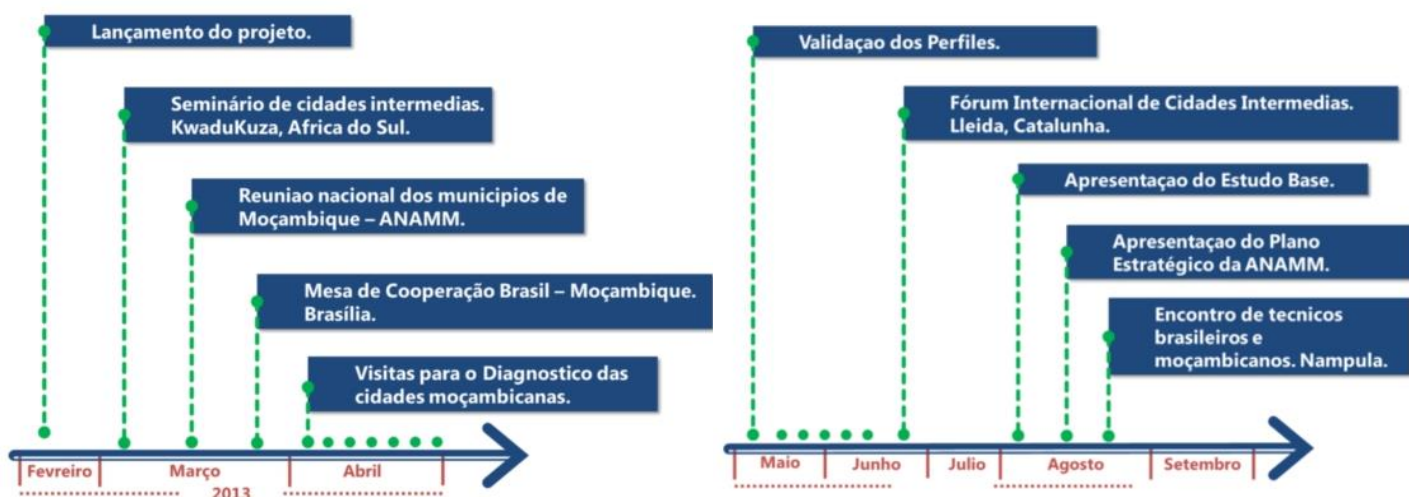 Lançamento do projeto.
Seminário de cidades intermedias.
KwaduKuza, Africa do Sul.
Reuniao nacional dos municipios de
Moçambique – ANAMM.
Mesa de Cooperação Brasil – Moçambique.
Brasília.
Visitas para o Diagnostico das
cidades moçambicanas.
Fevreiro
Março
Abril
2013
Validaçao dos Perfiles.
Fórum Internacional de Cidades Intermedias.
Lleida, Catalunha.
Apresentaçao do Estudo Base.
Apresentaçao do Plano
Estratégico da ANAMM.
Encontro de tecnicos
brasileiros e
moçambicanos. Nampula.
Maio
Junho
Julio
Agosto
Setembro